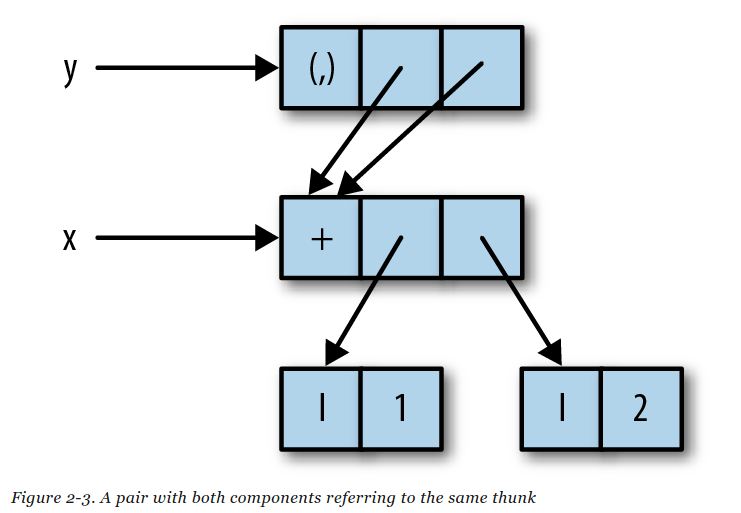 y (,)
x +
I 1 I 2
Figure 2-3. A pair with both components referring to the same thunk